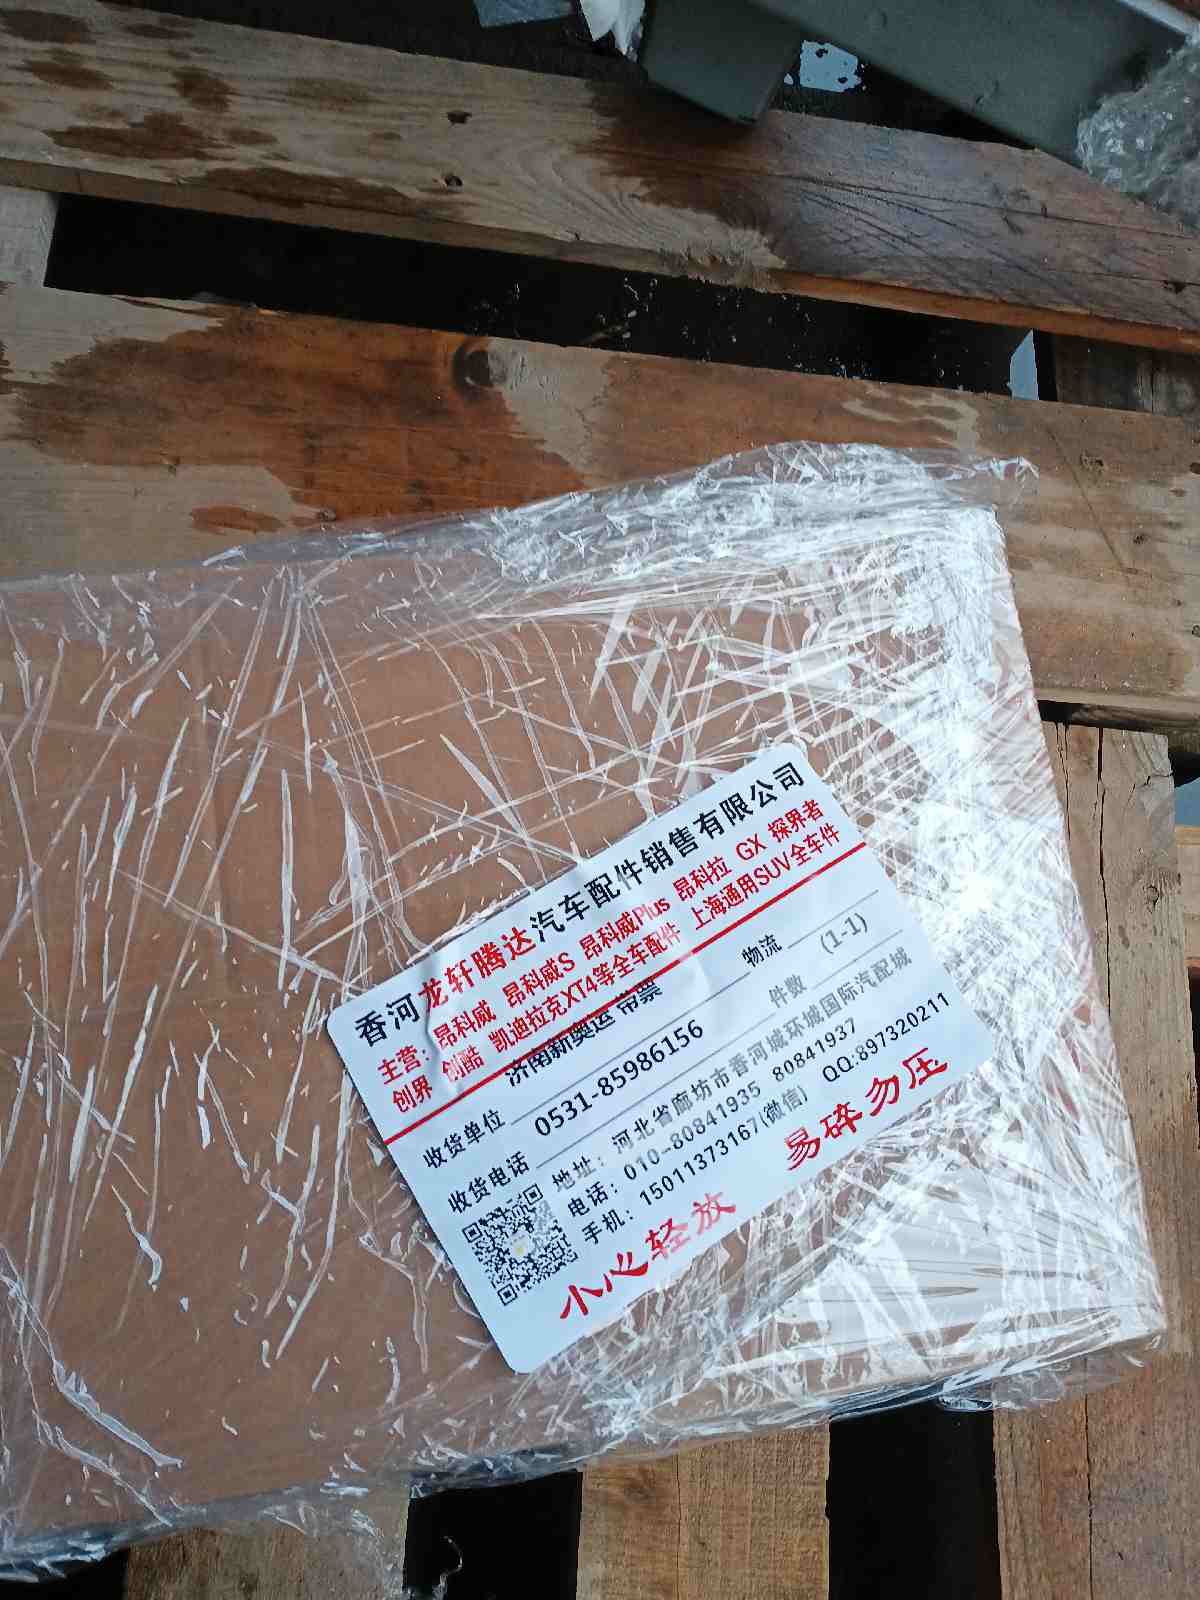 香河龙轩腾达汽车配件销售有限公司
主营：昂科威 昂科威S 昂科威Plus 昂科拉 GX 探界者
创界 创酷 凯迪拉克XT4等全车配件 上海通用SUV全车件
收货单位 济南新奥运 带票 物流
收货电话 0531-85986156 件数 (1-1)
地址：河北省廊坊市香河城环城国际汽配城
电话：010-80841935 80841937
手机：15011373167(微信) QQ:897320211
小心轻放 易碎勿压